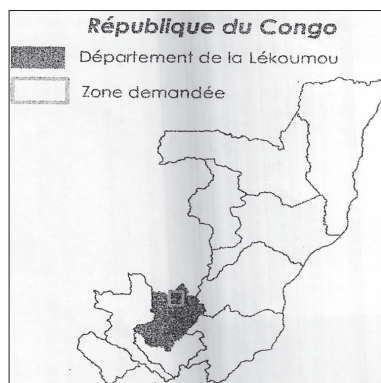 République du Congo
Département de la Lékoumou
Zone demandée